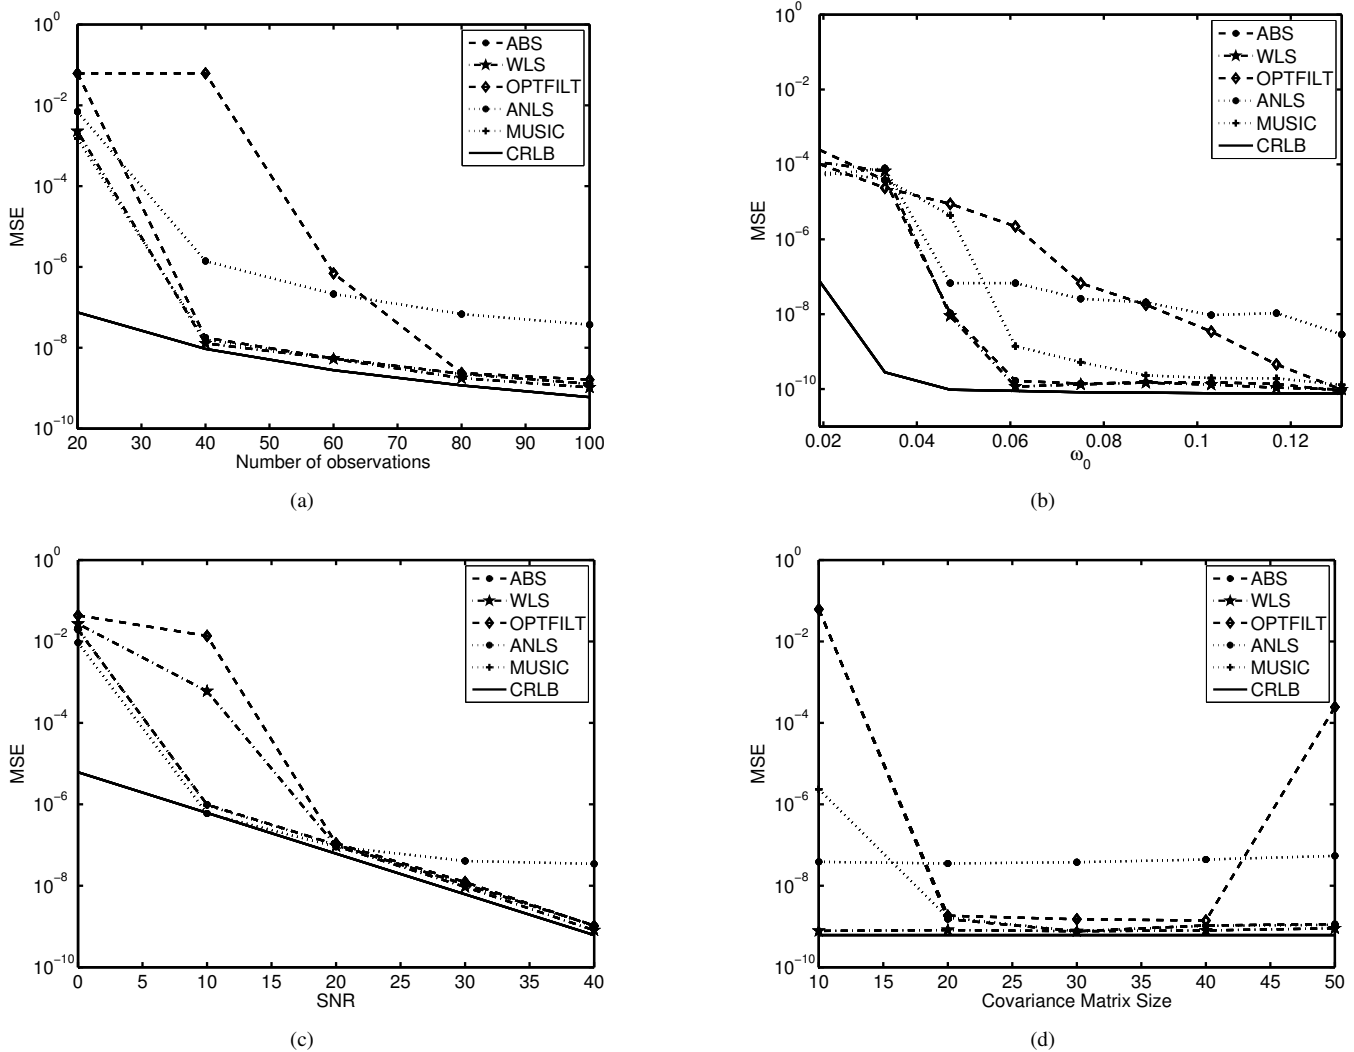 10^0
10^−2
10^−4
10^−6
10^−8
10^−10
MSE
20 30 40 50 60 70 80 90 100
Number of observations
ABS
WLS
OPTFILT
ANLS
MUSIC
CRLB
(a)
10^0
10^−2
10^−4
10^−6
10^−8
10^−10
MSE
0.02 0.04 0.06 0.08 0.1 0.12
ω_0
ABS
WLS
OPTFILT
ANLS
MUSIC
CRLB
(b)
10^0
10^−2
10^−4
10^−6
10^−8
10^−10
MSE
0 5 10 15 20 25 30 35 40
SNR
ABS
WLS
OPTFILT
ANLS
MUSIC
CRLB
(c)
10^0
10^−2
10^−4
10^−6
10^−8
10^−10
MSE
10 15 20 25 30 35 40 45 50
Covariance Matrix Size
ABS
WLS
OPTFILT
ANLS
MUSIC
CRLB
(d)